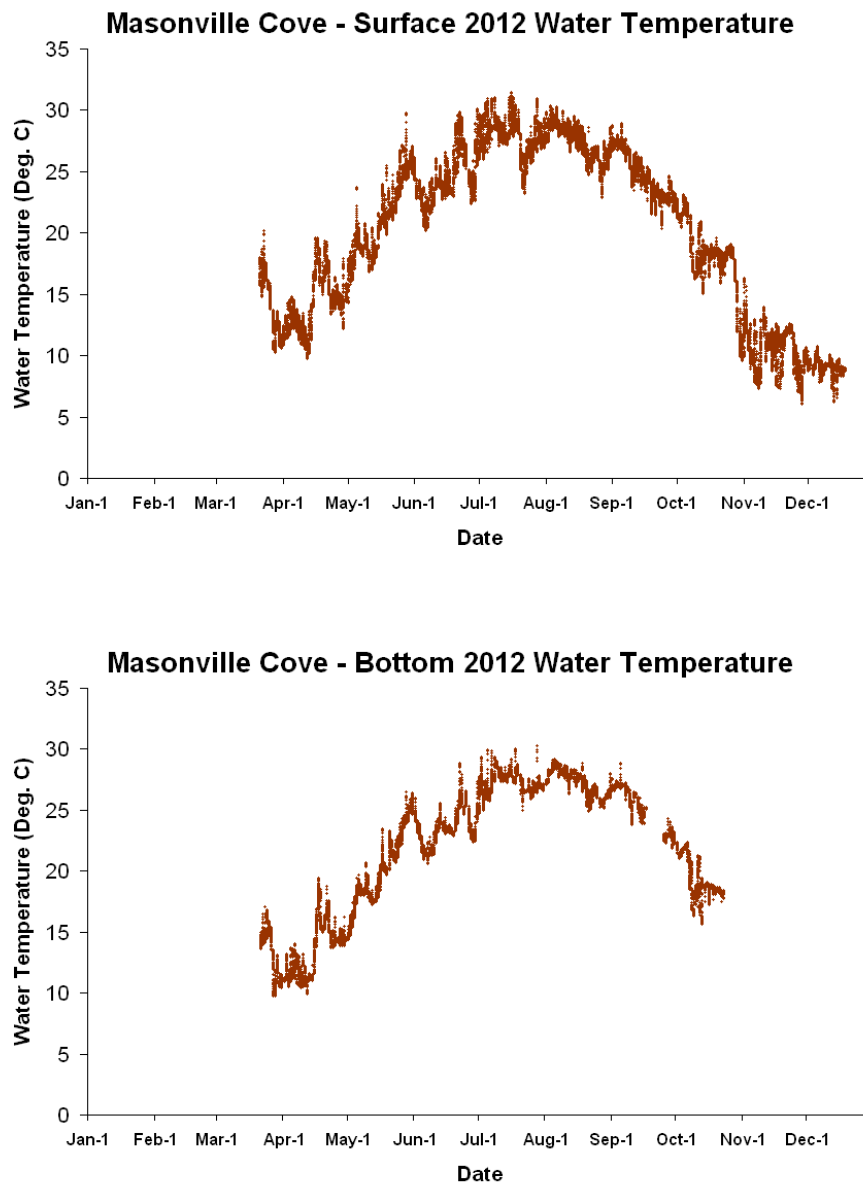 Masonville Cove - Surface 2012 Water Temperature
35
30
25
20
15
10
5
0
Water Temperature (Deg. C)
Jan-1 Feb-1 Mar-1 Apr-1 May-1 Jun-1 Jul-1 Aug-1 Sep-1 Oct-1 Nov-1 Dec-1
Date
Masonville Cove - Bottom 2012 Water Temperature
35
30
25
20
15
10
5
0
Water Temperature (Deg. C)
Jan-1 Feb-1 Mar-1 Apr-1 May-1 Jun-1 Jul-1 Aug-1 Sep-1 Oct-1 Nov-1 Dec-1
Date